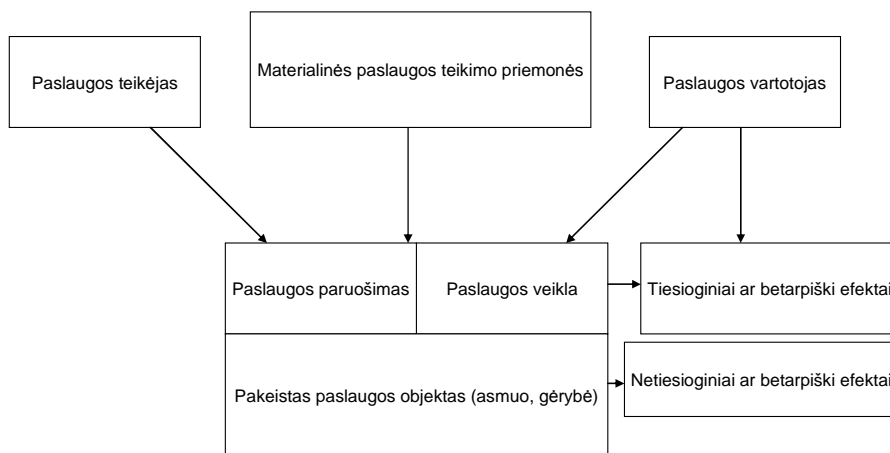 Paslaugos teikėjas
Materialinės paslaugos teikimo priemonės
Paslaugos vartotojas
Paslaugos paruošimas
Paslaugos veikla
Tiesioginiai ar betarpiški efektai
Pakeistas paslaugos objektas (asmuo, gėrybė)
Netiesioginiai ar betarpiški efektai